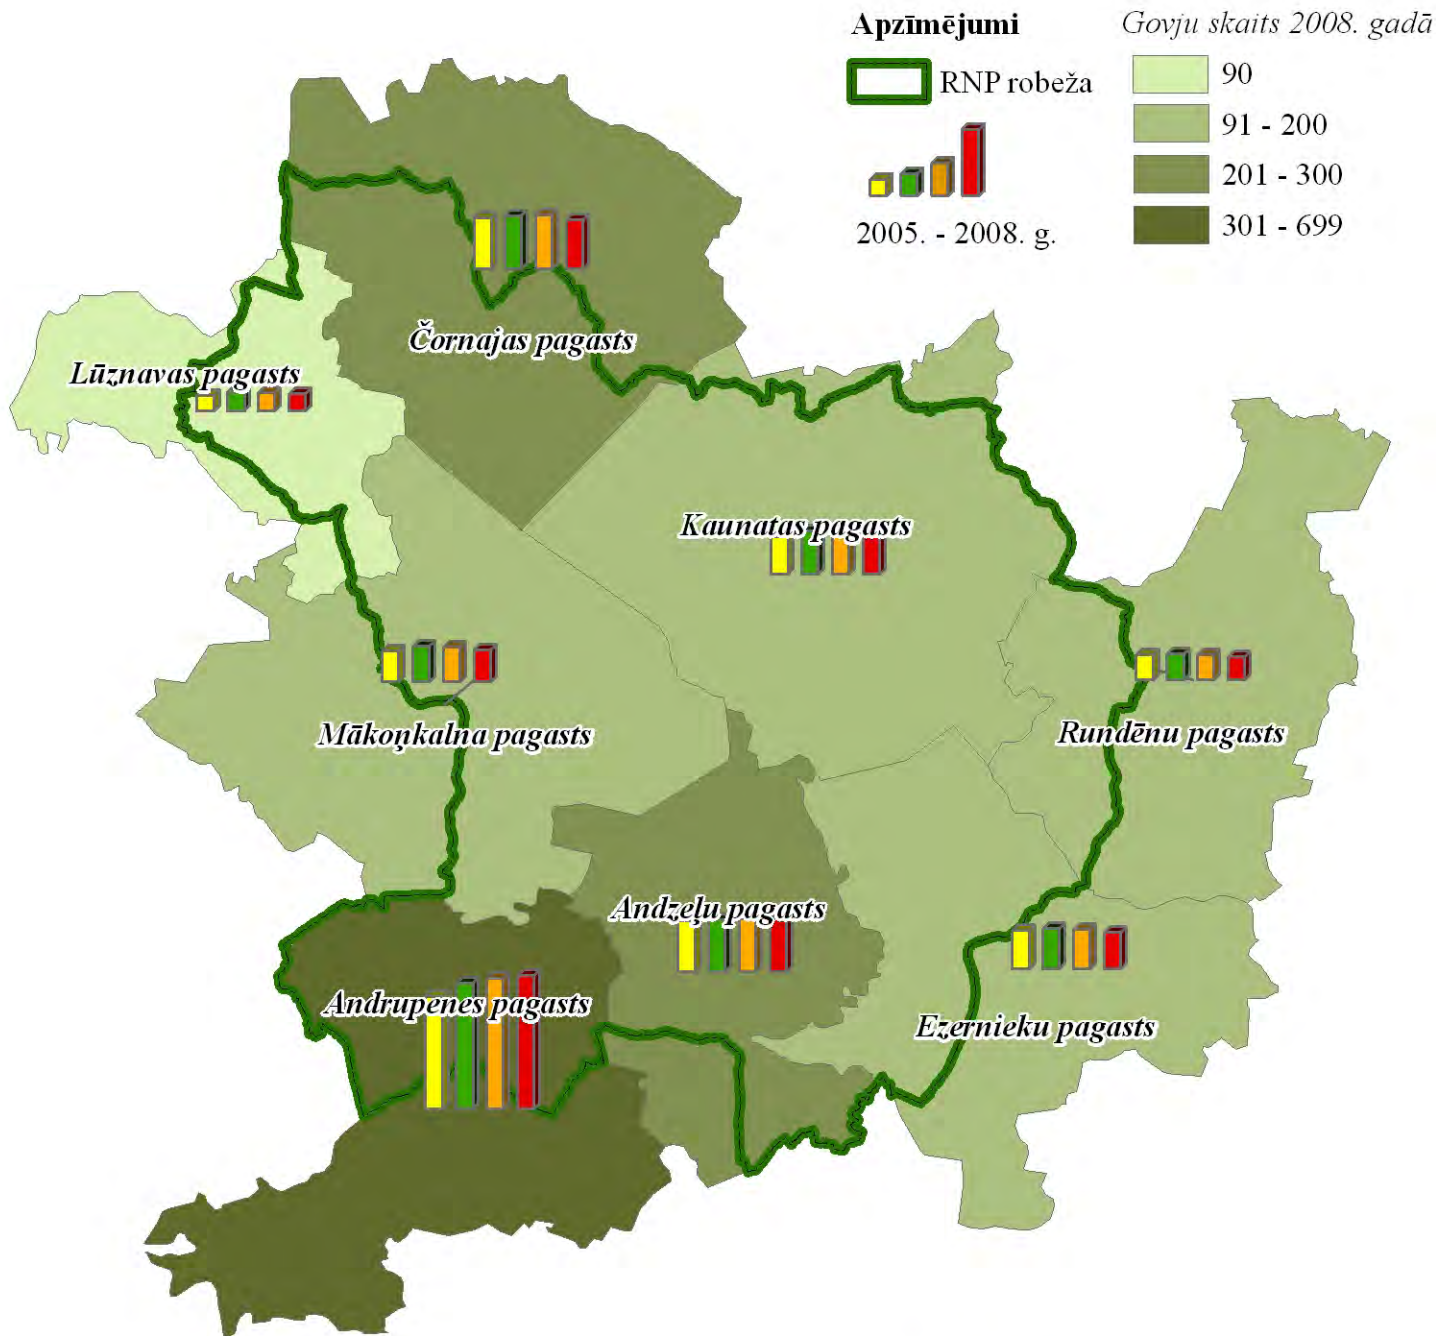 Apzīmējumi
RNP robeža
2005. - 2008. g.
Govju skaits 2008. gadā
90
91 - 200
201 - 300
301 - 699
Čornajas pagasts
Lūznavas pagasts
Kaunatas pagasts
Mākoņkalna pagasts
Rundēnu pagasts
Andzeļu pagasts
Andrupenes pagasts
Ezernieku pagasts